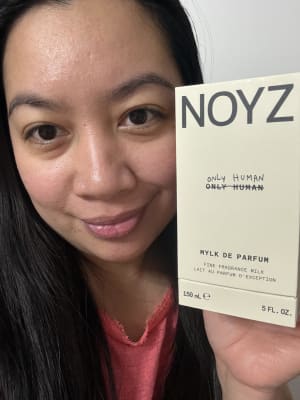 NOYZ
ONLY HUMAN
ONLY HUMAN
MYLK DE PARFUM
FINE FRAGRANCE MILK
LAIT AU PARFUM D'EXCEPTION
150 mL ℮
5 FL. OZ.